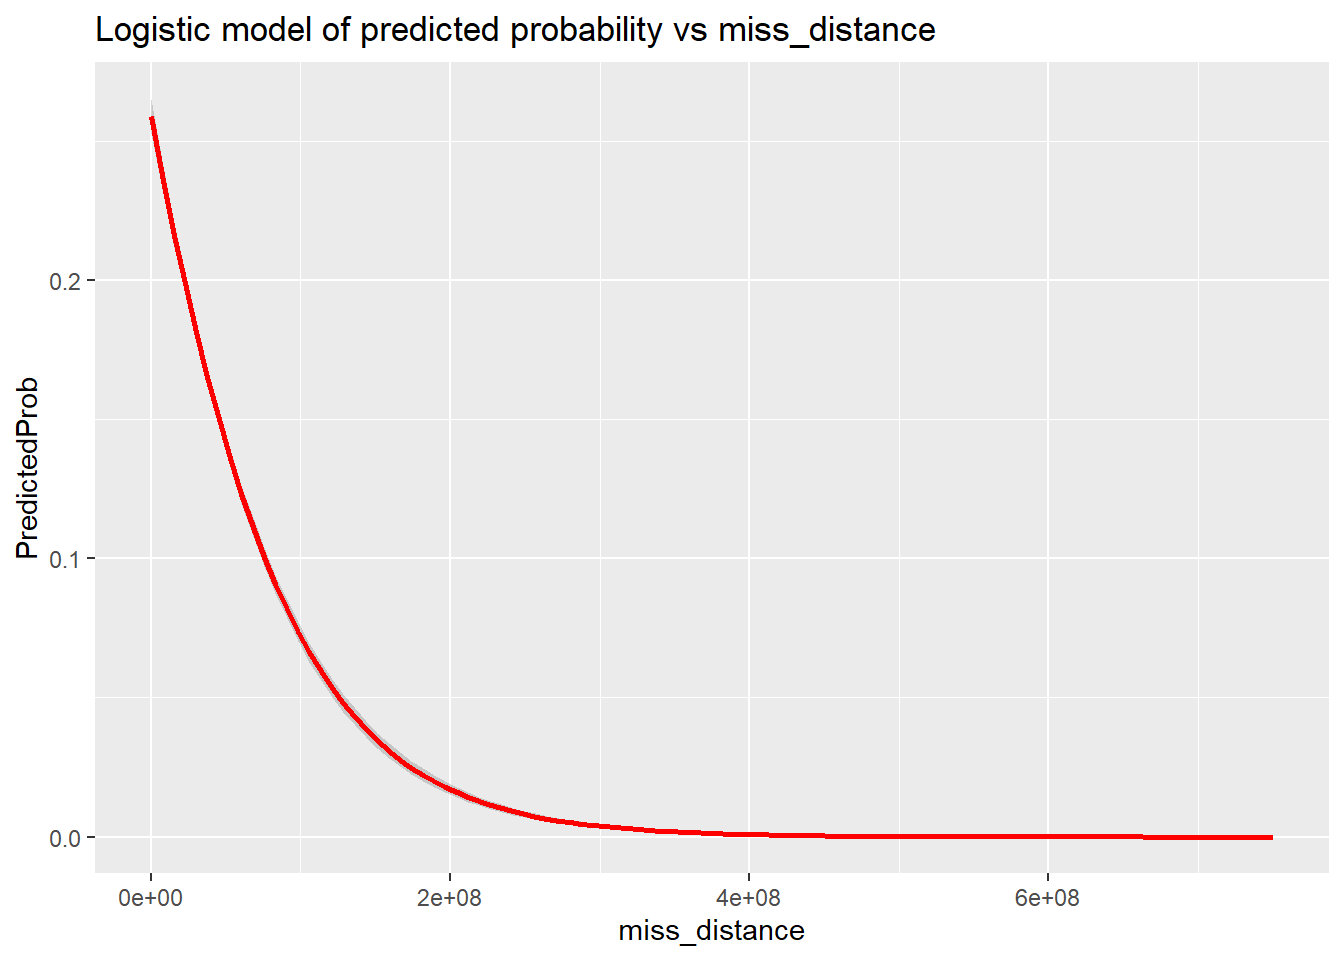 Logistic model of predicted probability vs miss_distance
PredictedProb
0.2
0.1
0.0
0e+00 2e+08 4e+08 6e+08
miss_distance